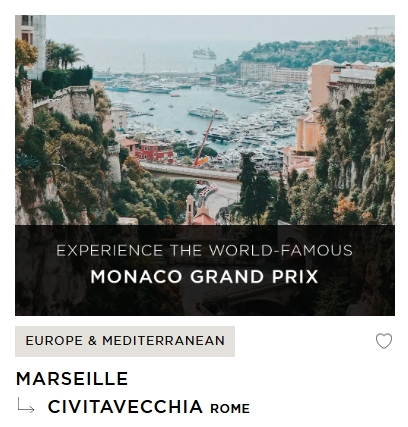 EXPERIENCE THE WORLD-FAMOUS
MONACO GRAND PRIX
EUROPE & MEDITERRANEAN
MARSEILLE
CIVITAVECCHIA ROME